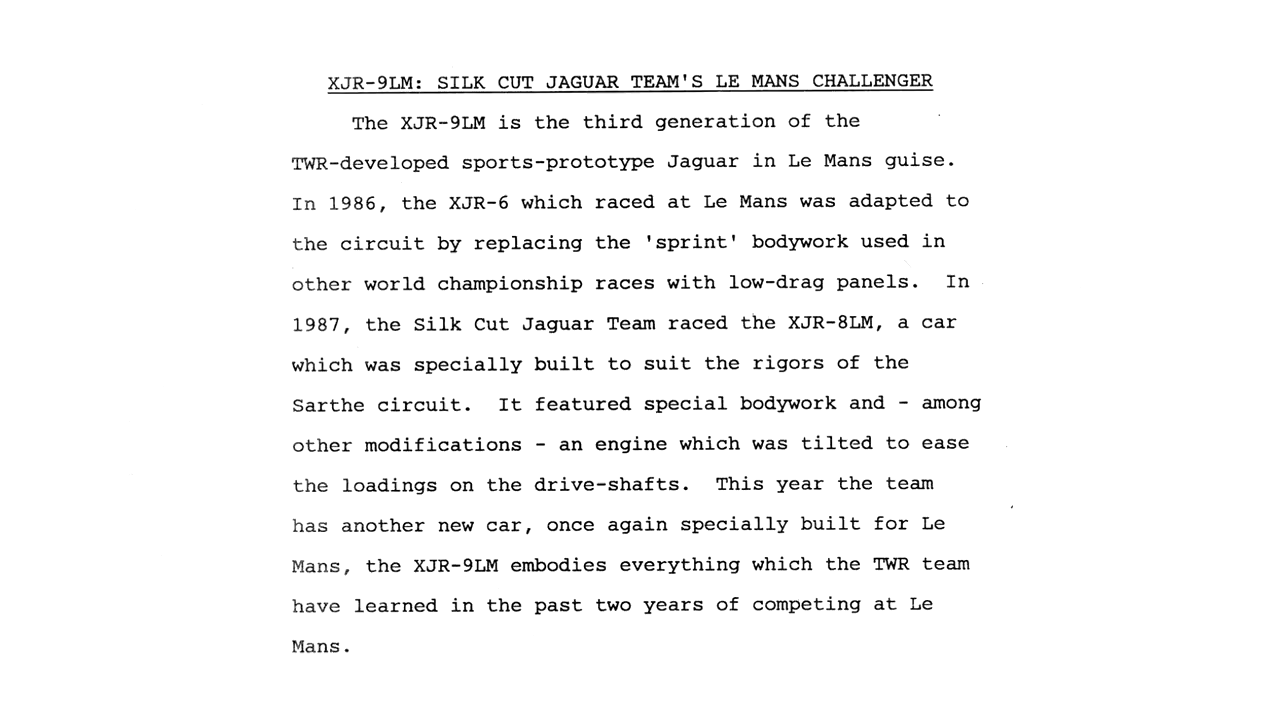 XJR-9LM: SILK CUT JAGUAR TEAM'S LE MANS CHALLENGER
The XJR-9LM is the third generation of the
TWR-developed sports-prototype Jaguar in Le Mans guise.
In 1986, the XJR-6 which raced at Le Mans was adapted to
the circuit by replacing the 'sprint' bodywork used in
other world championship races with low-drag panels. In
1987, the Silk Cut Jaguar Team raced the XJR-8LM, a car
which was specially built to suit the rigors of the
Sarthe circuit. It featured special bodywork and - among
other modifications - an engine which was tilted to ease
the loadings on the drive-shafts. This year the team
has another new car, once again specially built for Le
Mans, the XJR-9LM embodies everything which the TWR team
have learned in the past two years of competing at Le
Mans.